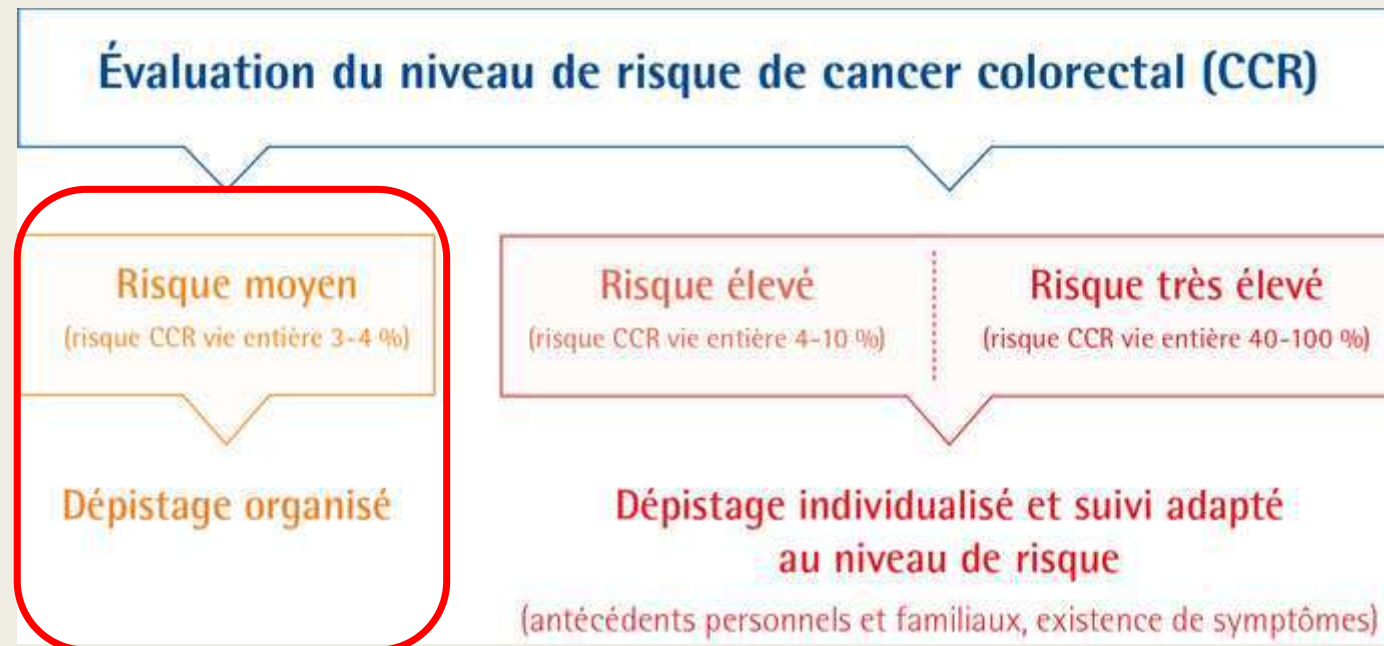 Évaluation du niveau de risque de cancer colorectal (CCR)
Risque moyen
(risque CCR vie entière 3-4 %)
Dépistage organisé
Risque élevé
(risque CCR vie entière 4-10 %)
Risque très élevé
(risque CCR vie entière 40-100 %)
Dépistage individualisé et suivi adapté
au niveau de risque
(antécédents personnels et familiaux, existence de symptômes)